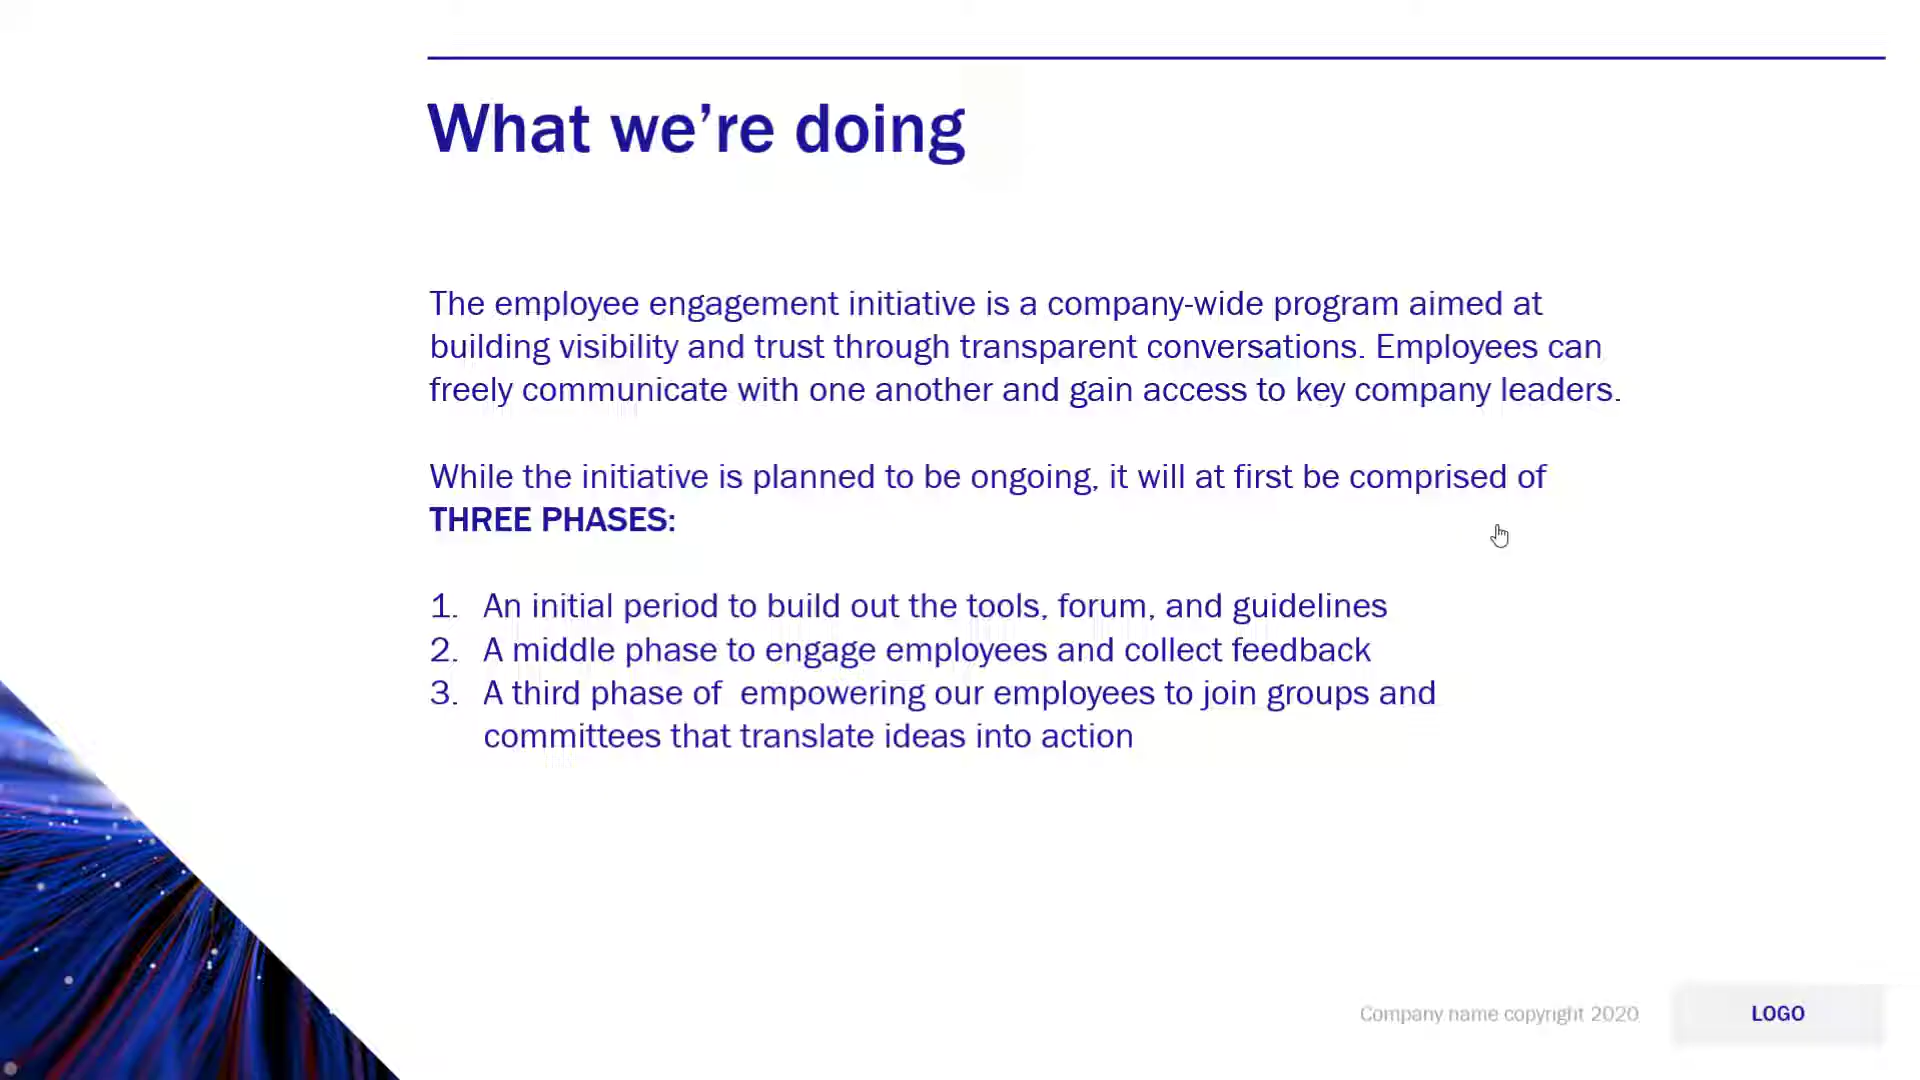 What we’re doing
The employee engagement initiative is a company-wide program aimed at
building visibility and trust through transparent conversations. Employees can
freely communicate with one another and gain access to key company leaders.
While the initiative is planned to be ongoing, it will at first be comprised of
THREE PHASES:
1. An initial period to build out the tools, forum, and guidelines
2. A middle phase to engage employees and collect feedback
3. A third phase of  empowering our employees to join groups and
committees that translate ideas into action
Company name copyright 2020
LOGO